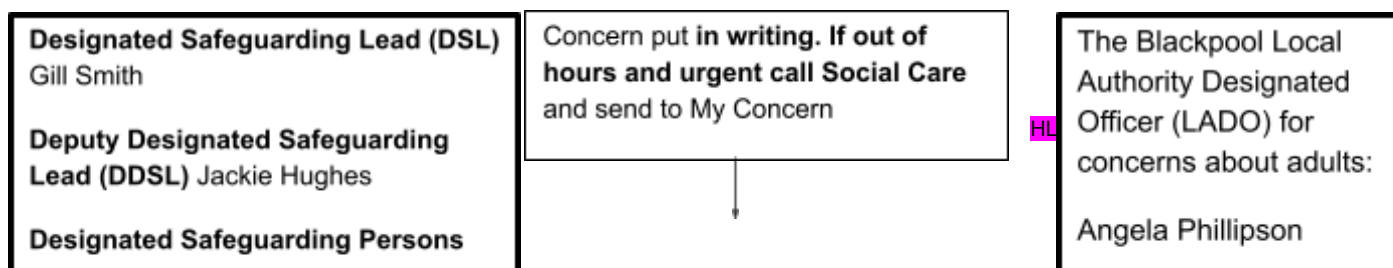 Designated Safeguarding Lead (DSL)
Gill Smith
Deputy Designated Safeguarding
Lead (DDSL) Jackie Hughes
Designated Safeguarding Persons
Concern put in writing. If out of
hours and urgent call Social Care
and send to My Concern
HL
The Blackpool Local
Authority Designated
Officer (LADO) for
concerns about adults:
Angela Phillipson